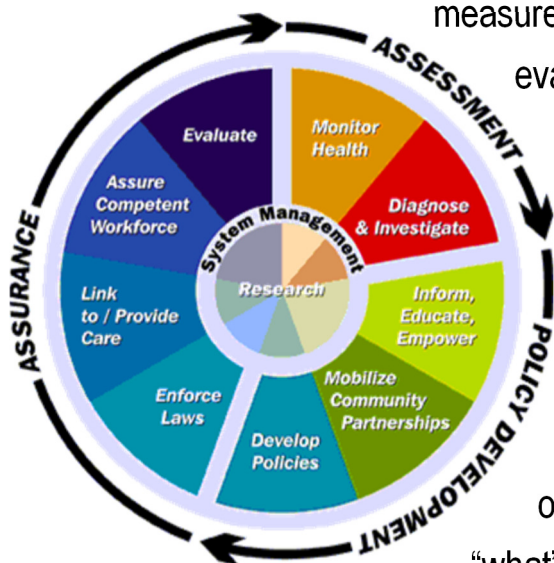 measure
eva
ASSESSMENT
POLICY DEVELOPMENT
ASSURANCE
Monitor
Health
Diagnose
& Investigate
Inform,
Educate,
Empower
Mobilize
Community
Partnerships
Develop
Policies
Enforce
Laws
Link
to / Provide
Care
Assure
Competent
Workforce
Evaluate
System Management
Research
o
"what"